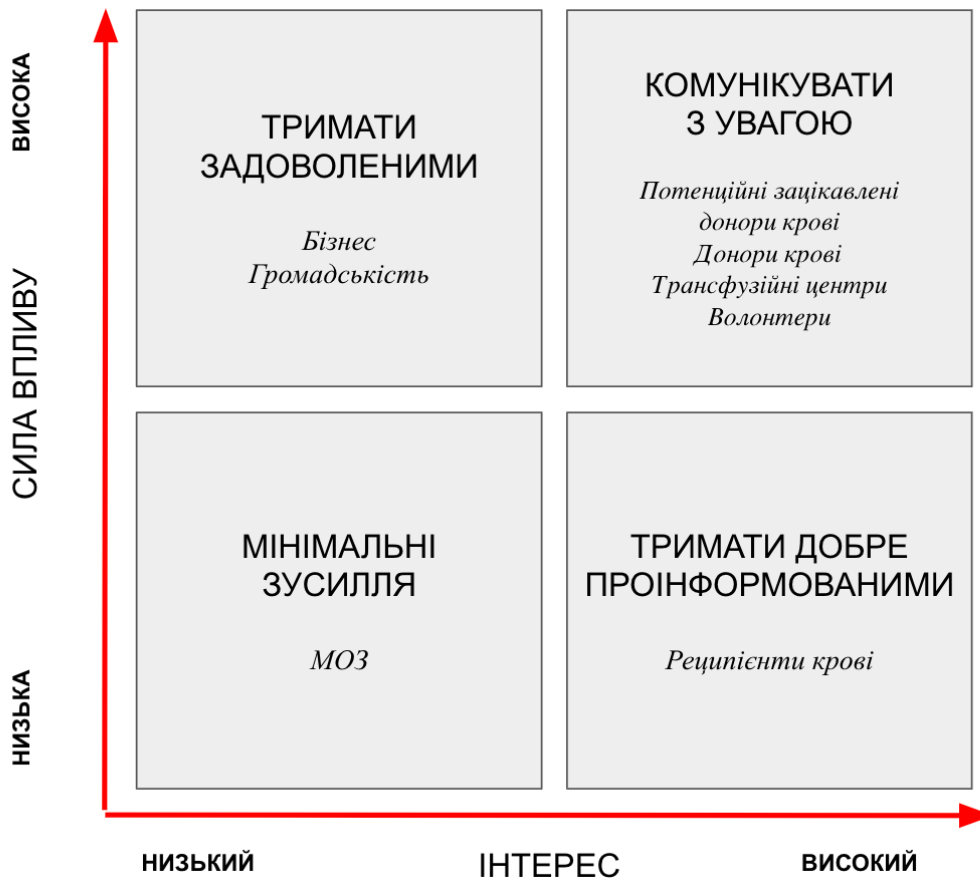 ВИСОКА
СИЛА ВПЛИВУ
НИЗЬКА
ТРИМАТИ
ЗАДОВОЛЕНИМИ
Бізнес
Громадськість
КОМУНІКУВАТИ
З УВАГОЮ
Потенційні зацікавлені
донори крові
Донори крові
Трансфузійні центри
Волонтери
МІНІМАЛЬНІ
ЗУСИЛЛЯ
МОЗ
ТРИМАТИ ДОБРЕ
ПРОІНФОРМОВАНИМИ
Реципієнти крові
НИЗЬКИЙ
ІНТЕРЕС
ВИСОКИЙ